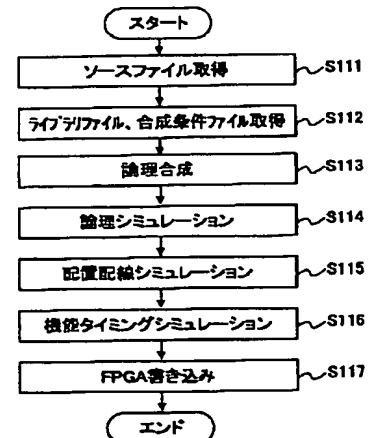 スタート
ソースファイル取得 S111
ライブラリファイル、合成条件ファイル取得 S112
論理合成 S113
論理シミュレーション S114
配置配線シミュレーション S115
機能タイミングシミュレーション S116
FPGA書き込み S117
エンド